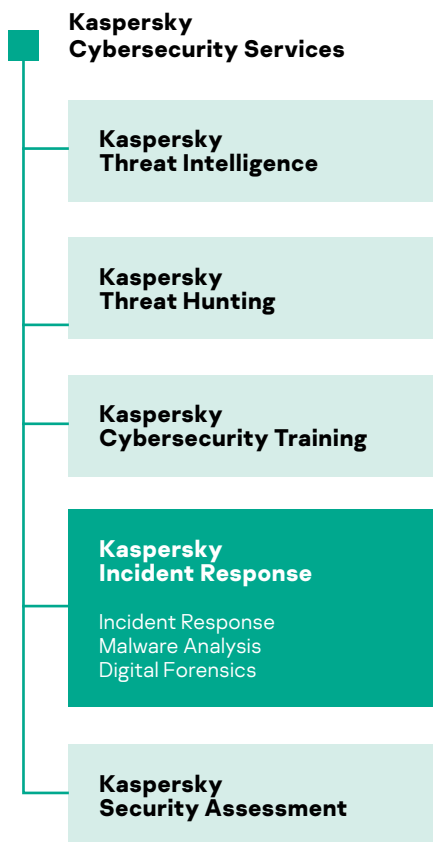 Kaspersky
Cybersecurity Services
Kaspersky
Threat Intelligence
Kaspersky
Threat Hunting
Kaspersky
Cybersecurity Training
Kaspersky
Incident Response
Incident Response
Malware Analysis
Digital Forensics
Kaspersky
Security Assessment